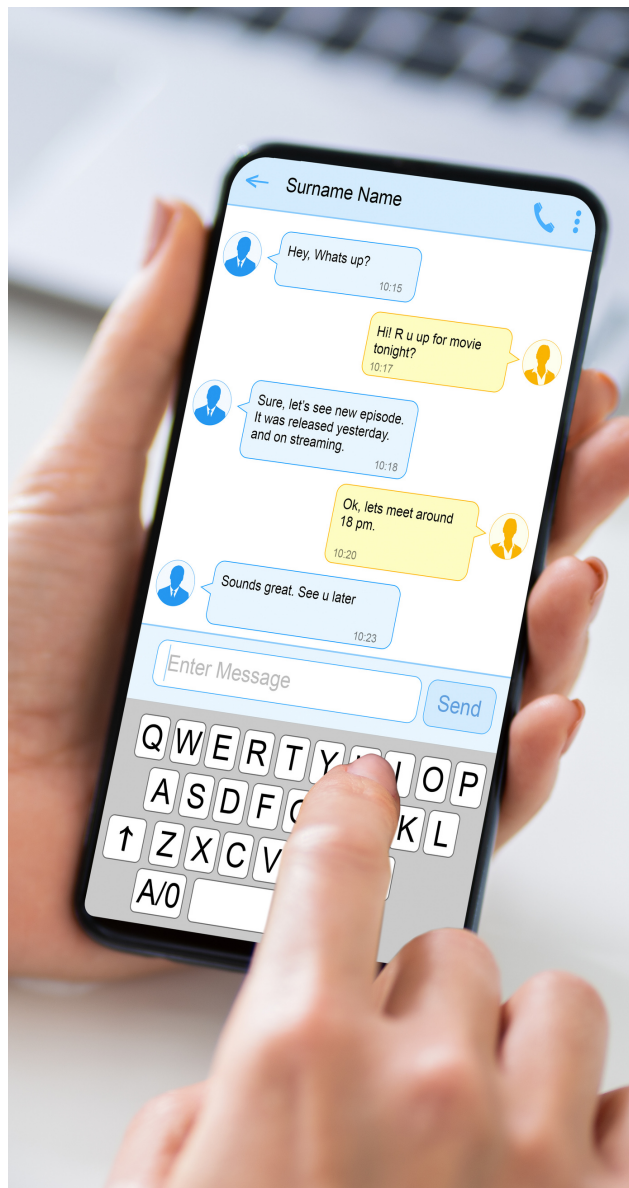 Surname Name
Hey, Whats up?
10:15
Hi! R u up for movie
tonight?
10:17
Sure, let's see new episode.
It was released yesterday.
and on streaming.
10:18
Ok, lets meet around
18 pm.
10:20
Sounds great. See u later
10:23
Enter Message
Send
Q W E R T Y I O P
A S D F K L
↑ Z X C V
A/0